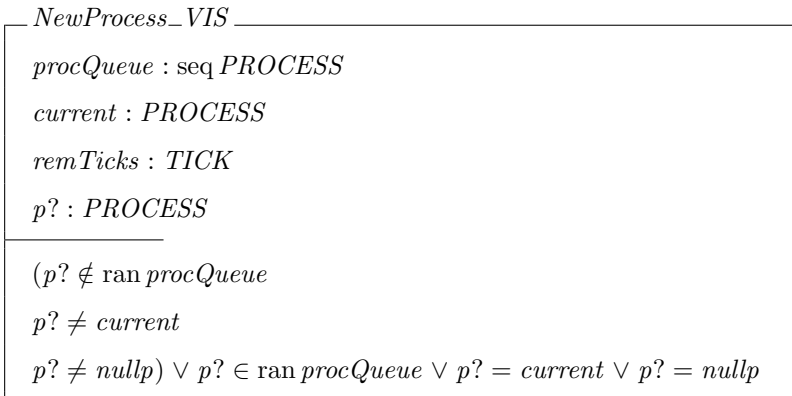 NewProcess_VIS
procQueue : seq PROCESS
current : PROCESS
remTicks : TICK
p? : PROCESS
(p? ∉ ran procQueue
p? ≠ current
p? ≠ nullp) ∨ p? ∈ ran procQueue ∨ p? = current ∨ p? = nullp